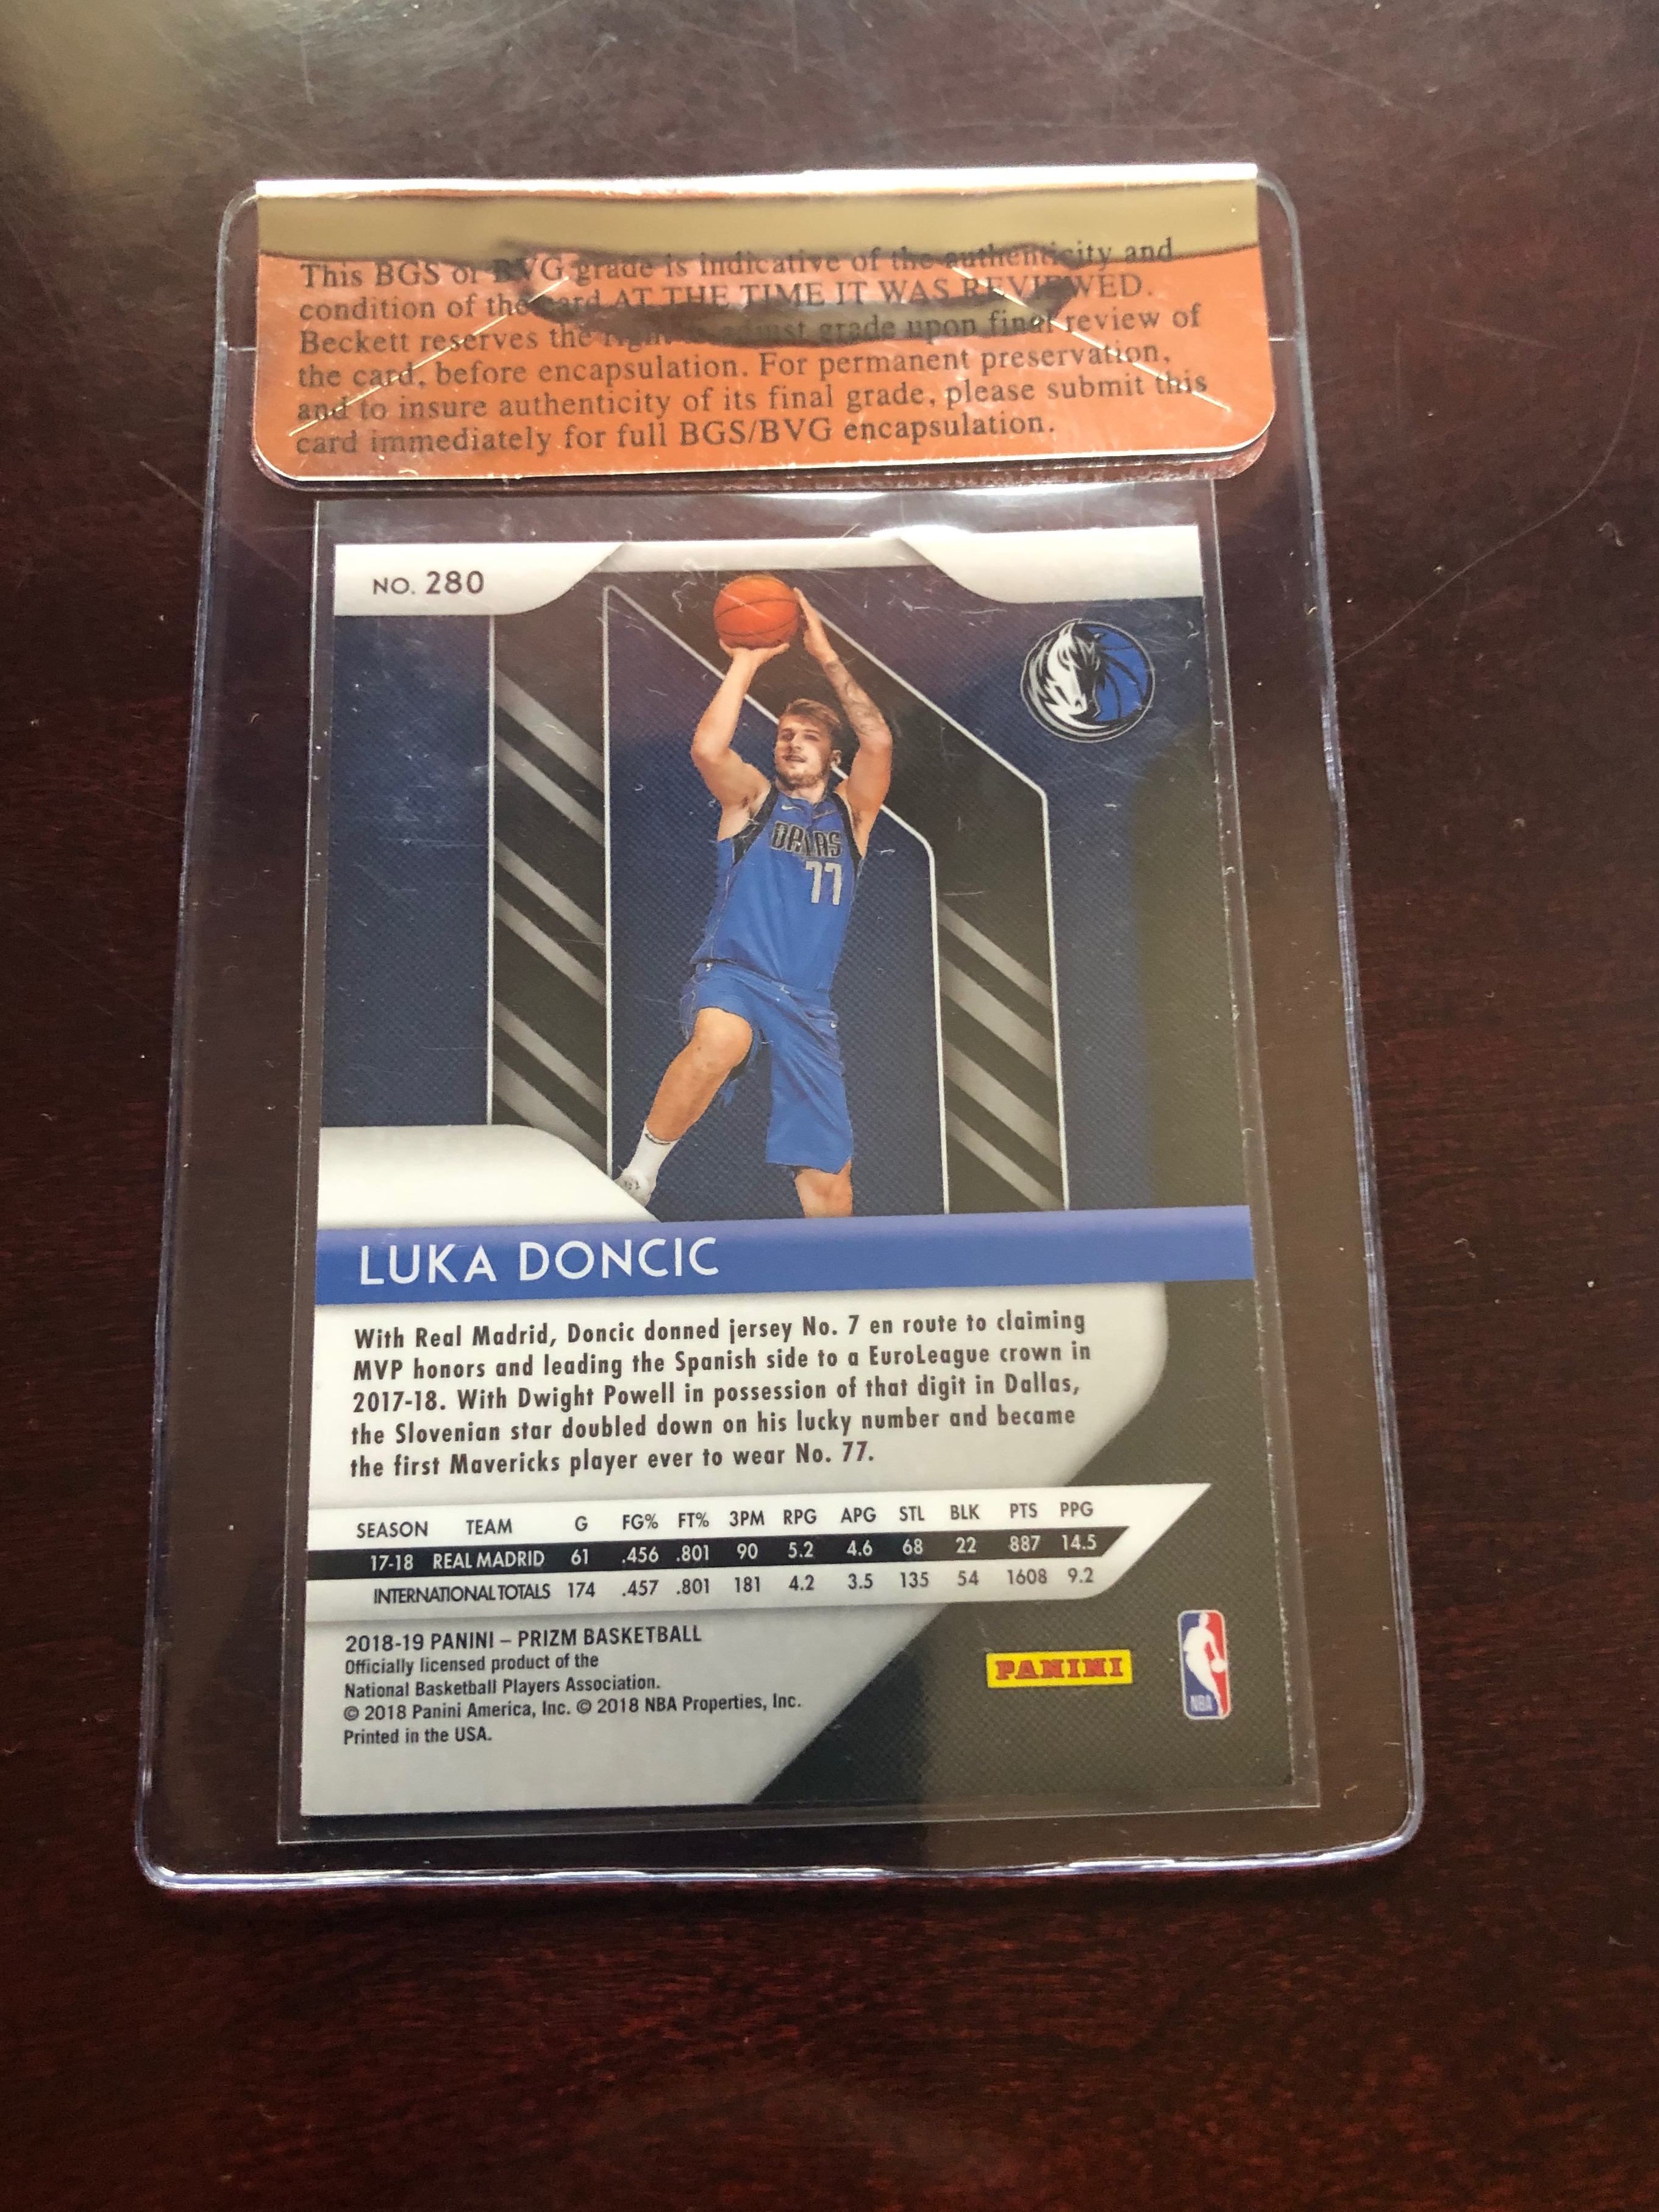 This BGS or BVG grade is indicative of the authenticity and
condition of the card AT THE TIME IT WAS REVIEWED.
Beckett reserves the right to adjust grade upon final review of
the card, before encapsulation. For permanent preservation,
and to insure authenticity of its final grade, please submit this
card immediately for full BGS/BVG encapsulation.
NO. 280
DALLAS
77
LUKA DONCIC
With Real Madrid, Doncic donned jersey No. 7 en route to claiming
MVP honors and leading the Spanish side to a EuroLeague crown in
2017-18. With Dwight Powell in possession of that digit in Dallas,
the Slovenian star doubled down on his lucky number and became
the first Mavericks player ever to wear No. 77.
SEASON TEAM G FG% FT% 3PM RPG APG STL BLK PTS PPG
17-18 REAL MADRID 61 .456 .801 90 5.2 4.6 68 22 887 14.5
INTERNATIONAL TOTALS 174 .457 .801 181 4.2 3.5 135 54 1608 9.2
2018-19 PANINI – PRIZM BASKETBALL
Officially licensed product of the
National Basketball Players Association.
© 2018 Panini America, Inc. © 2018 NBA Properties, Inc.
Printed in the USA.
PANINI
NBA